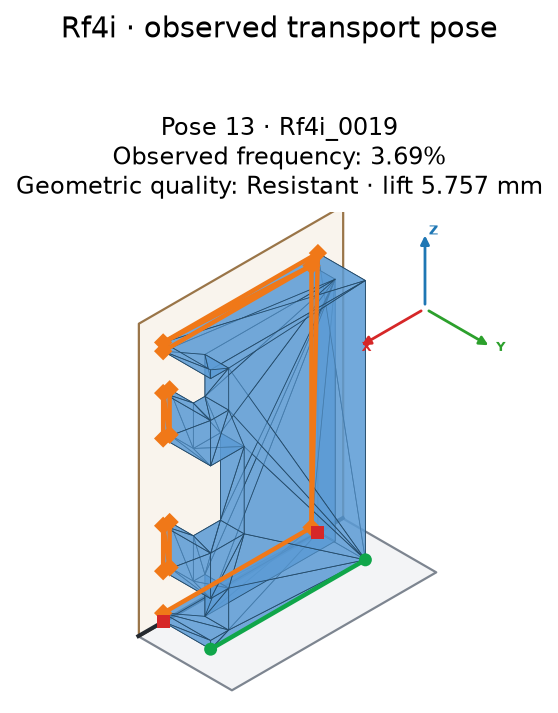 Rf4i · observed transport pose
Pose 13 · Rf4i_0019
Observed frequency: 3.69%
Geometric quality: Resistant · lift 5.757 mm
Z
X
Y